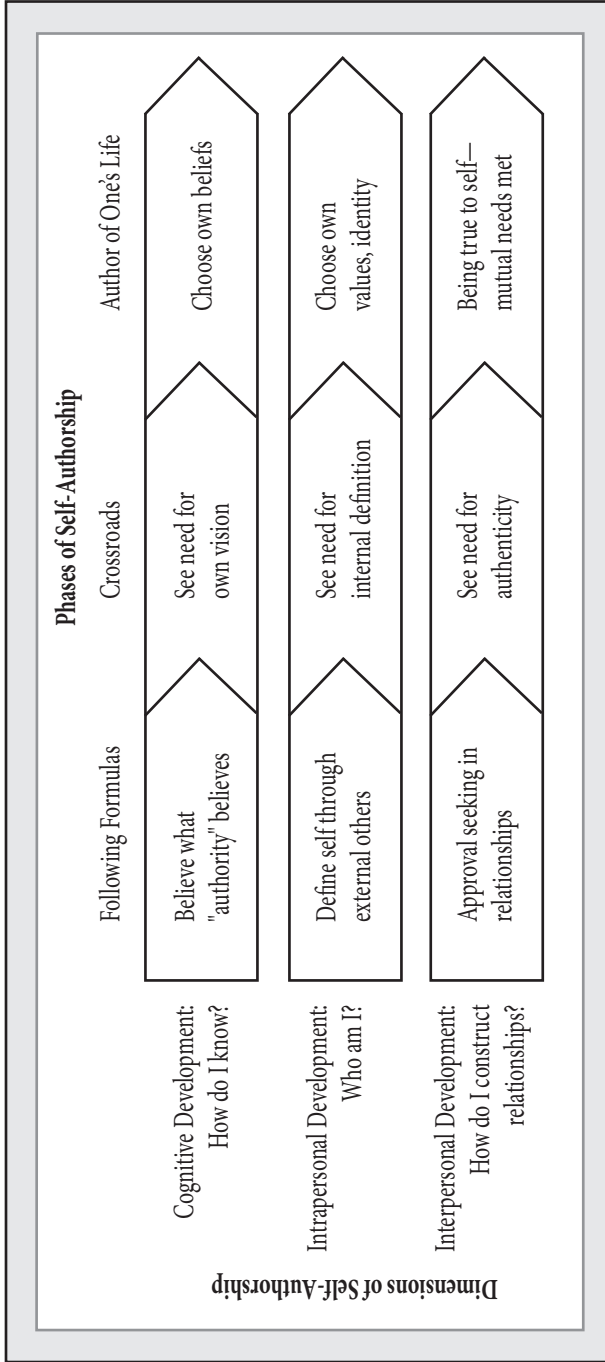 Phases of Self-Authorship
Following Formulas
Crossroads
Author of One's Life
Dimensions of Self-Authorship
Cognitive Development:
How do I know?
Believe what
"authority" believes
See need for
own vision
Choose own beliefs
Intrapersonal Development:
Who am I?
Define self through
external others
See need for
internal definition
Choose own
values, identity
Interpersonal Development:
How do I construct
relationships?
Approval seeking in
relationships
See need for
authenticity
Being true to self—
mutual needs met